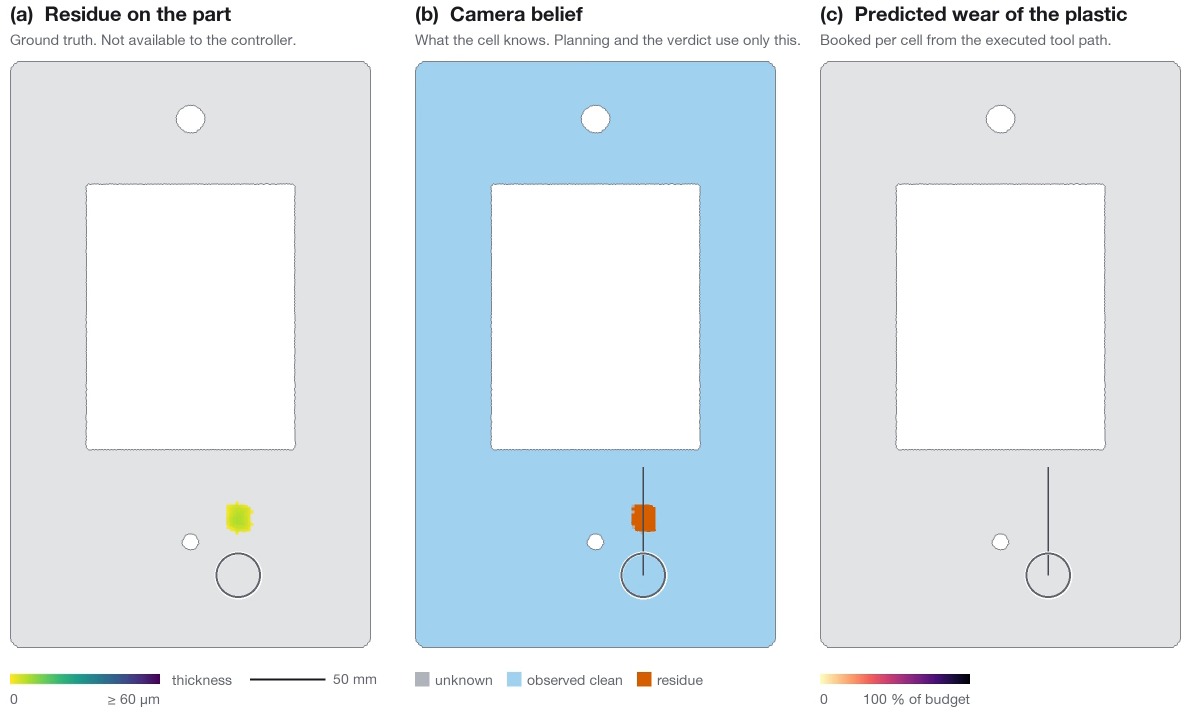 (a) Residue on the part
Ground truth. Not available to the controller.
(b) Camera belief
What the cell knows. Planning and the verdict use only this.
(c) Predicted wear of the plastic
Booked per cell from the executed tool path.
thickness
50 mm
0
≥ 60 µm
unknown
observed clean
residue
0
100 % of budget